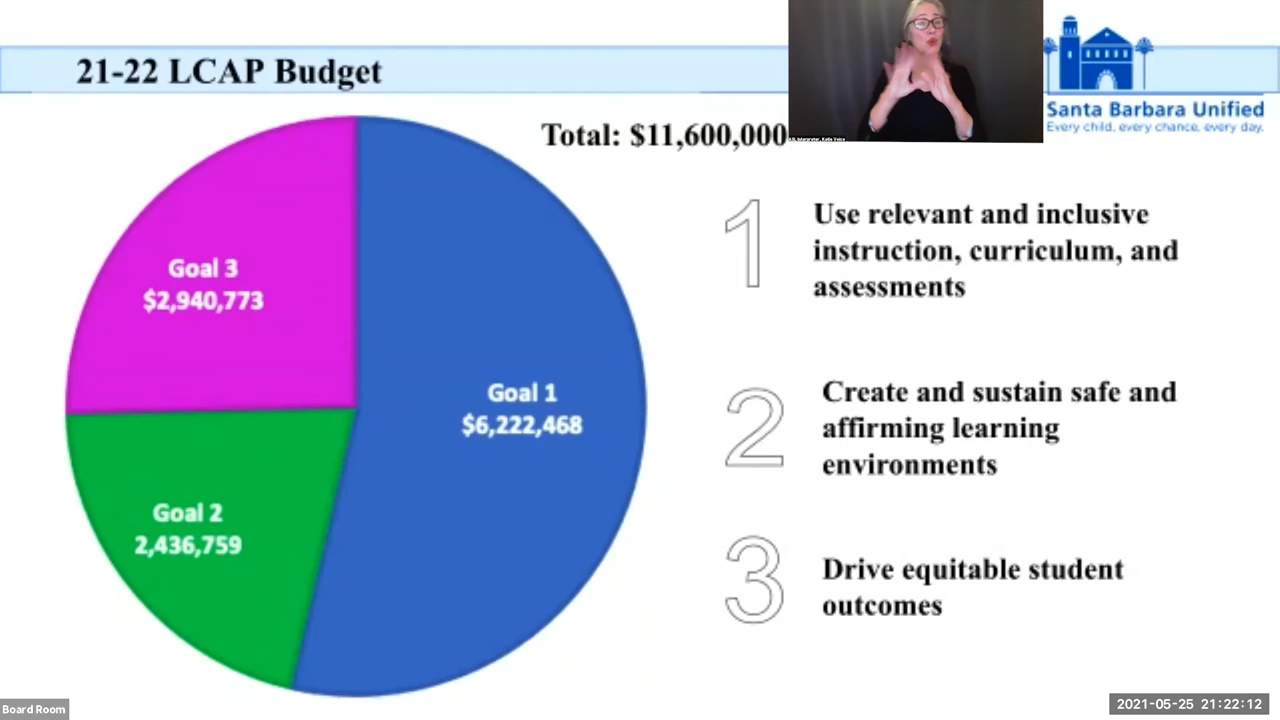 21-22 LCAP Budget
Santa Barbara Unified
Every child, every chance, every day.
Total: $11,600,000
Goal 3
$2,940,773
Goal 1
$6,222,468
Goal 2
2,436,759
1
Use relevant and inclusive
instruction, curriculum, and
assessments
2
Create and sustain safe and
affirming learning
environments
3
Drive equitable student
outcomes
Board Room
2021-05-25 21:22:12